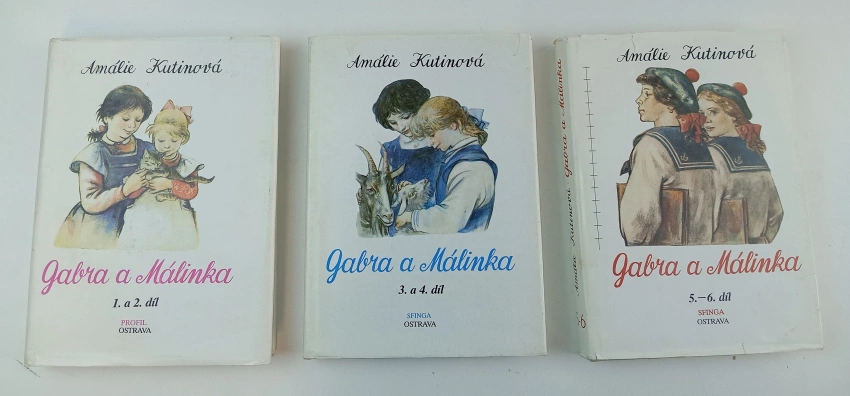 Amálie Kutinová
Gabra a Málinka
1. a 2. díl
PROFIL
OSTRAVA
Amálie Kutinová
Gabra a Málinka
3. a 4. díl
SFINGA
OSTRAVA
Amálie Kutinová Gabra a Málinka
Amálie Kutinová
Gabra a Málinka
5.–6. díl
SFINGA
OSTRAVA